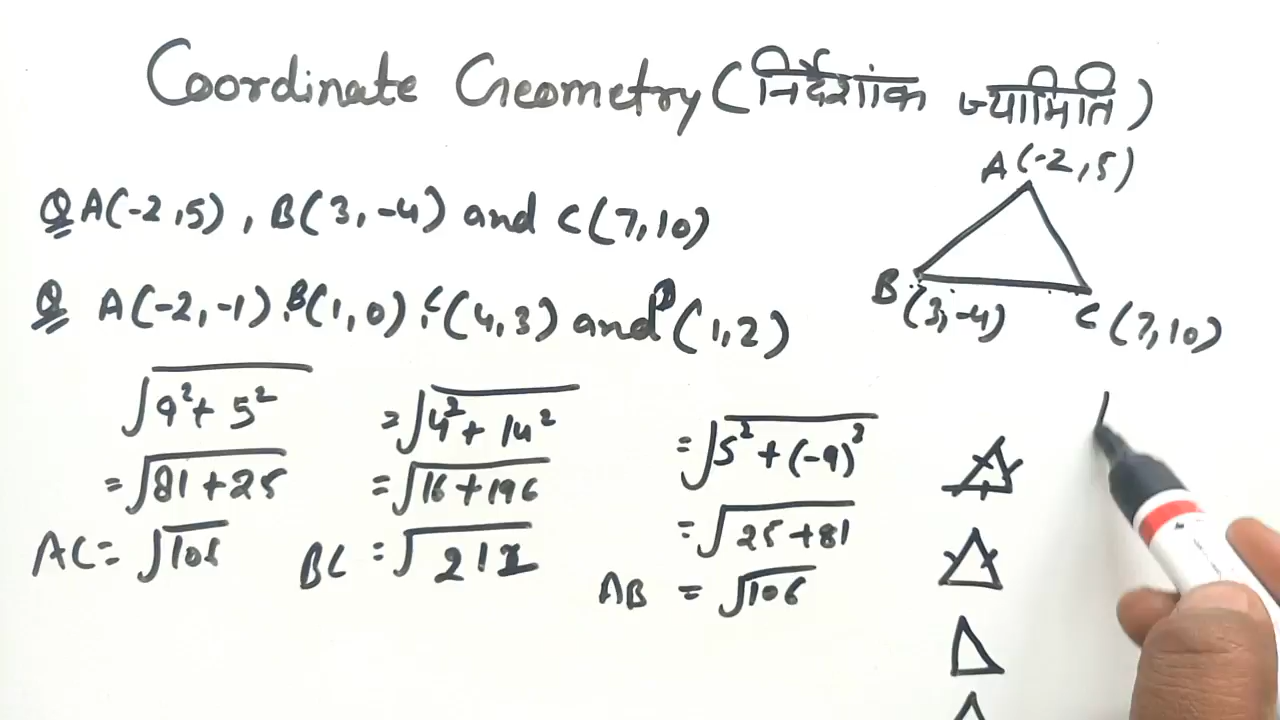 Coordinate Geometry (निर्देशांक ज्यामिति)
A(-2,5)
Q A(-2,5), B(3,-4) and C(7,10)
B (3,-4) C (7,10)
Q A(-2,-1) B(1,0) C(4,3) and D(1,2)
√9²+5² =√4²+14² =√5²+(-9)²
=√81+25 =√16+196 =√25+81
AC=√106 BC=√212 AB=√106